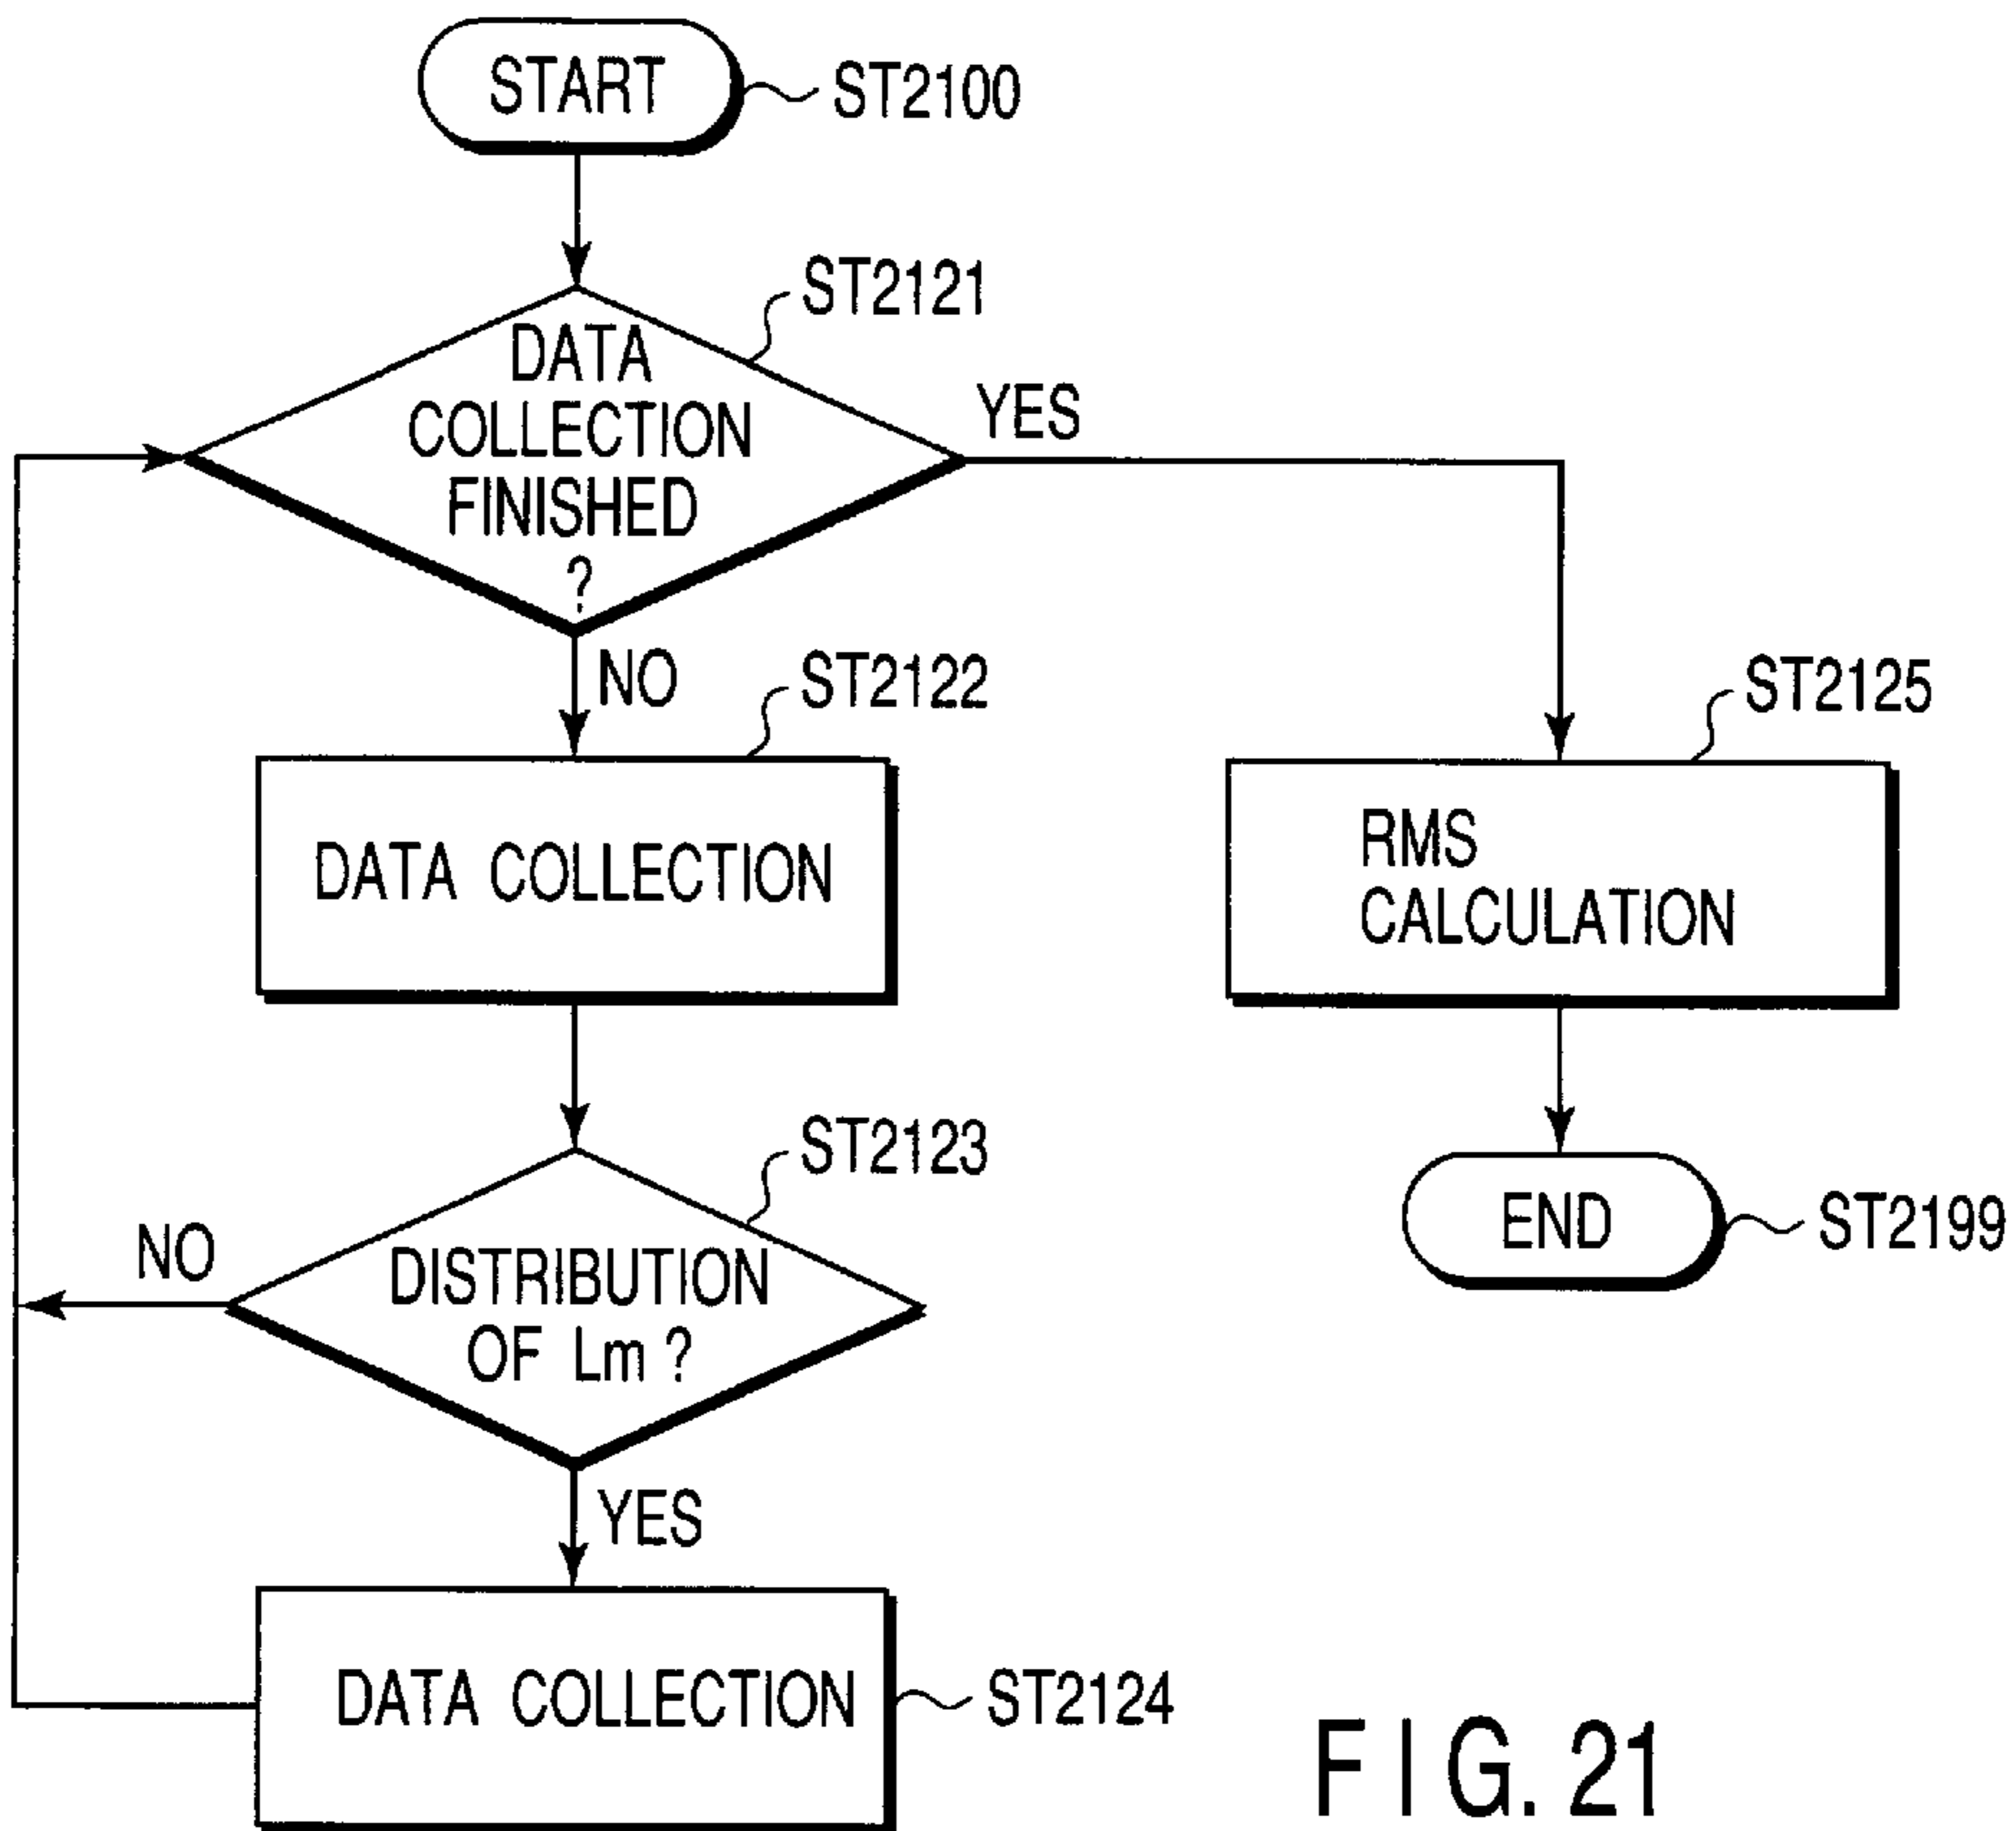 START
ST2100
ST2121
DATA
COLLECTION
FINISHED
?
YES
NO
ST2122
DATA COLLECTION
ST2125
RMS
CALCULATION
ST2123
NO
DISTRIBUTION
OF Lm ?
END
ST2199
YES
DATA COLLECTION
ST2124
FIG. 21